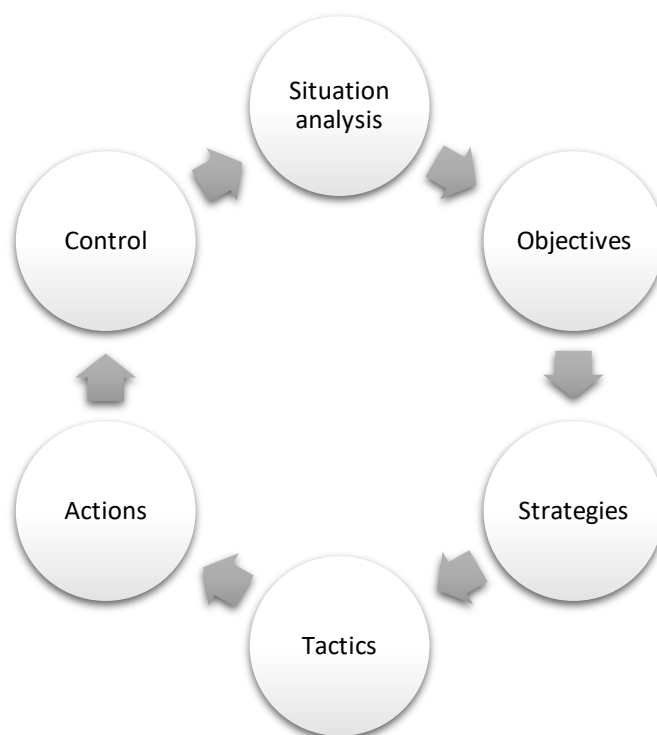 Situation
analysis
Objectives
Strategies
Tactics
Actions
Control